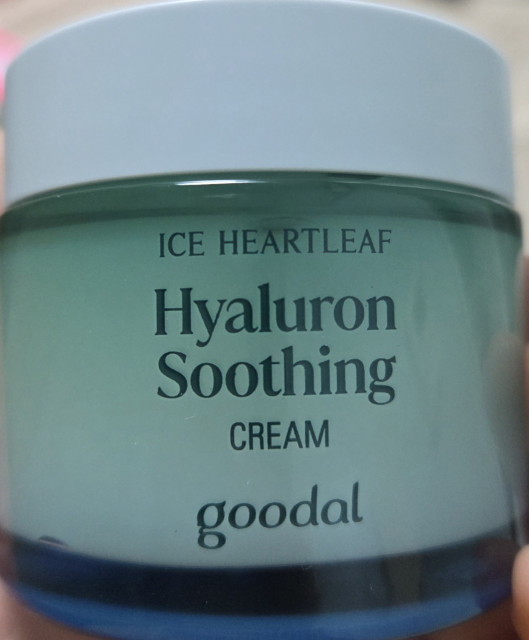 ICE HEARTLEAF
Hyaluron
Soothing
CREAM
goodal